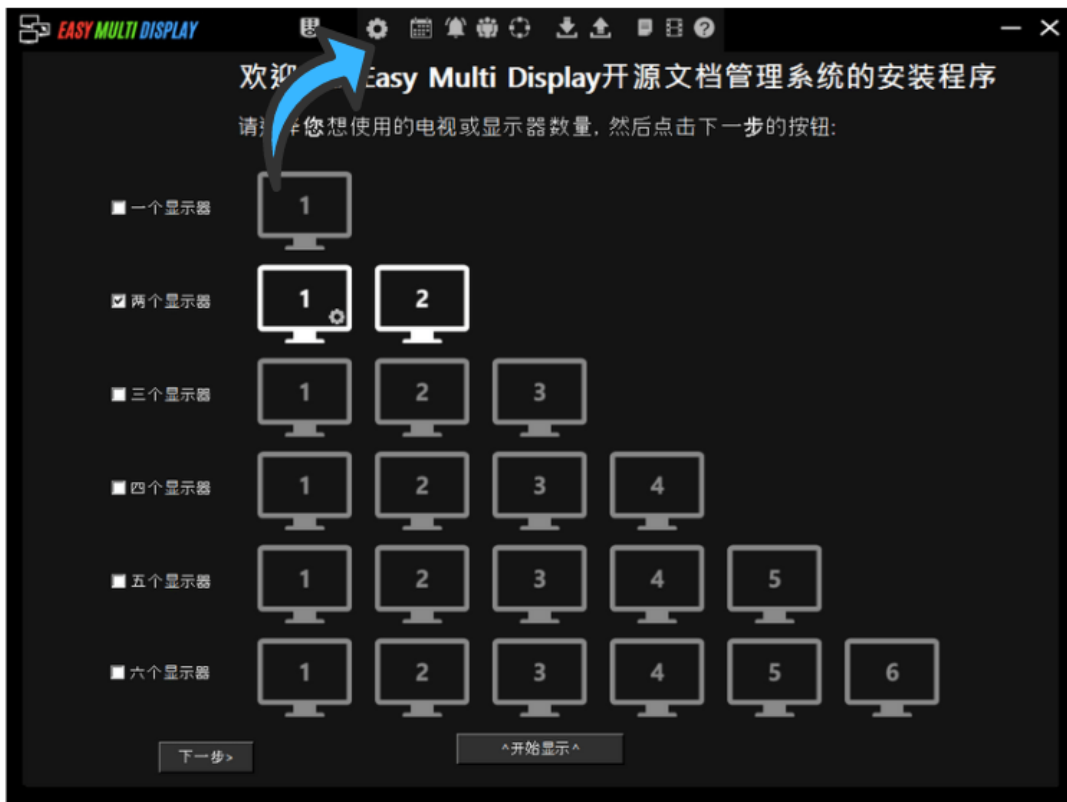 EASY MULTI DISPLAY
欢迎 Easy Multi Display开源文档管理系统的安装程序
请 您想使用的电视或显示器数量, 然后点击下一步的按钮:
一个显示器 1
两个显示器 1 2
三个显示器 1 2 3
四个显示器 1 2 3 4
五个显示器 1 2 3 4 5
六个显示器 1 2 3 4 5 6
下一步>
^开始显示^